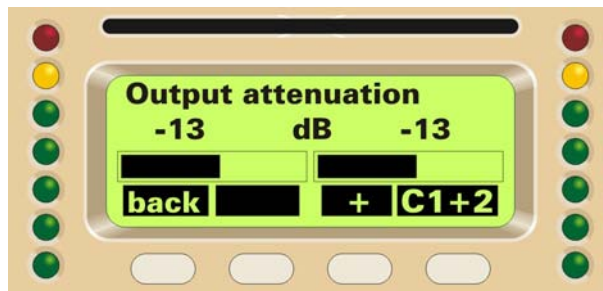 Output attenuation
-13 dB -13
back + C1+2